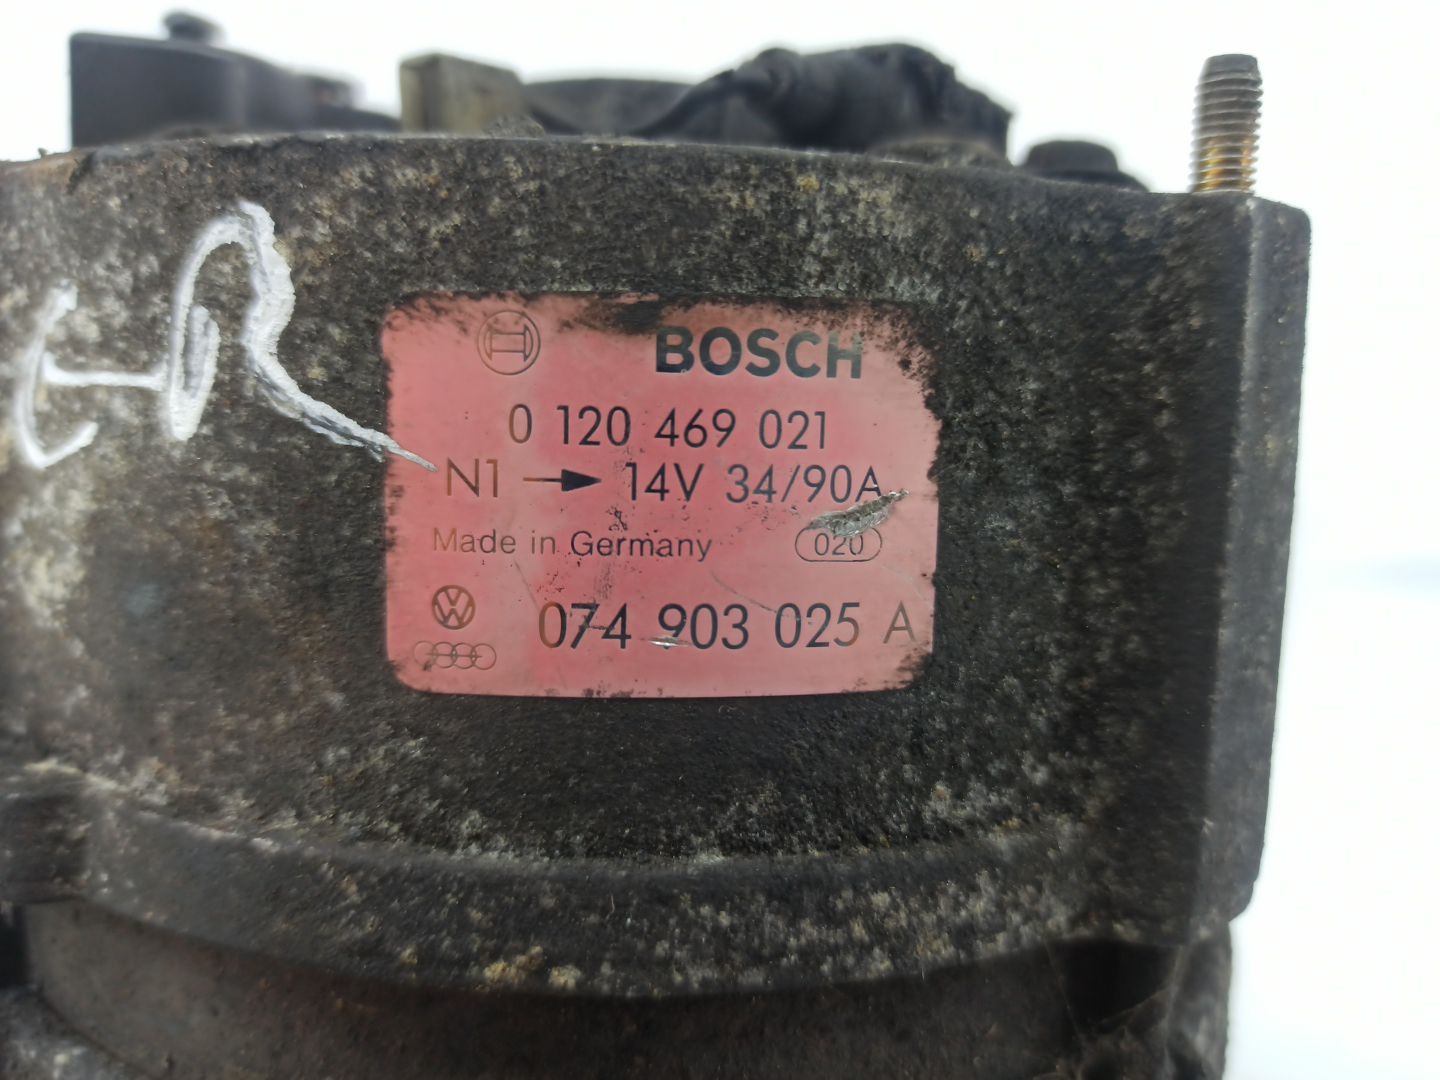 BOSCH
0 120 469 021
N1 → 14V 34/90A
Made in Germany 020
074 903 025 A